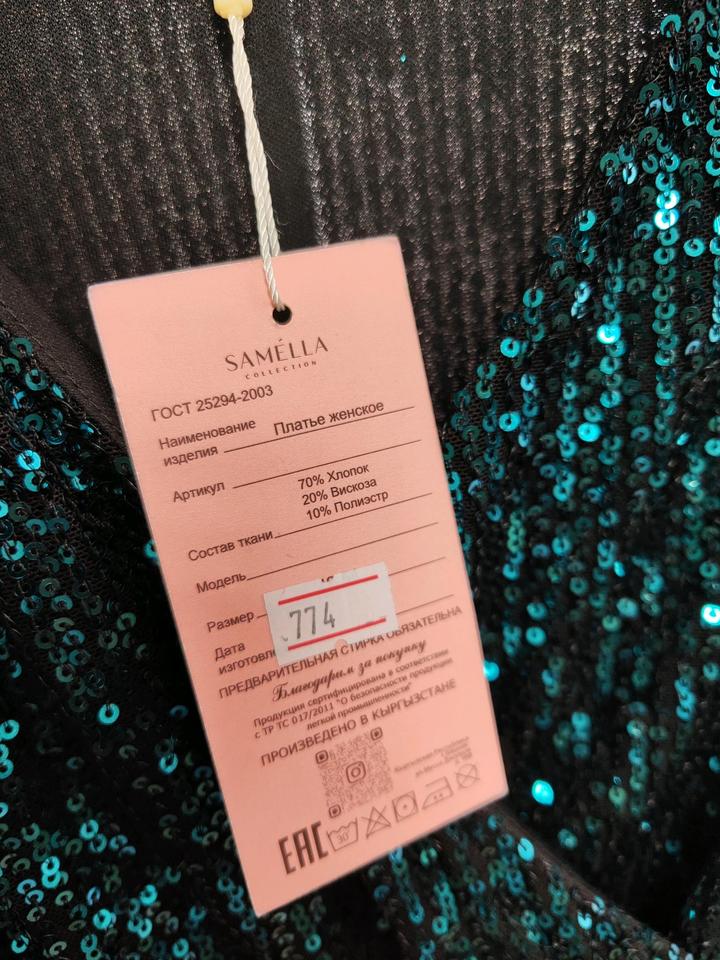 SAMÉLLA
COLLECTION
ГОСТ 25294-2003
Наименование
изделия Платье женское
Артикул
70% Хлопок
20% Вискоза
10% Полиэстр
Состав ткани
Модель
Размер
774
Дата
ПРЕДВАРИТЕЛЬНАЯ СТИРКА ОБЯЗАТЕЛЬНА
Благодарим за покупку
Продукция сертифицирована в соответствии
с ТР ТС 017/2011 "О безопасности продукции
легкой промышленности"
ПРОИЗВЕДЕНО В КЫРГЫЗСТАНЕ
Кыргызская Республика
EAC 30°